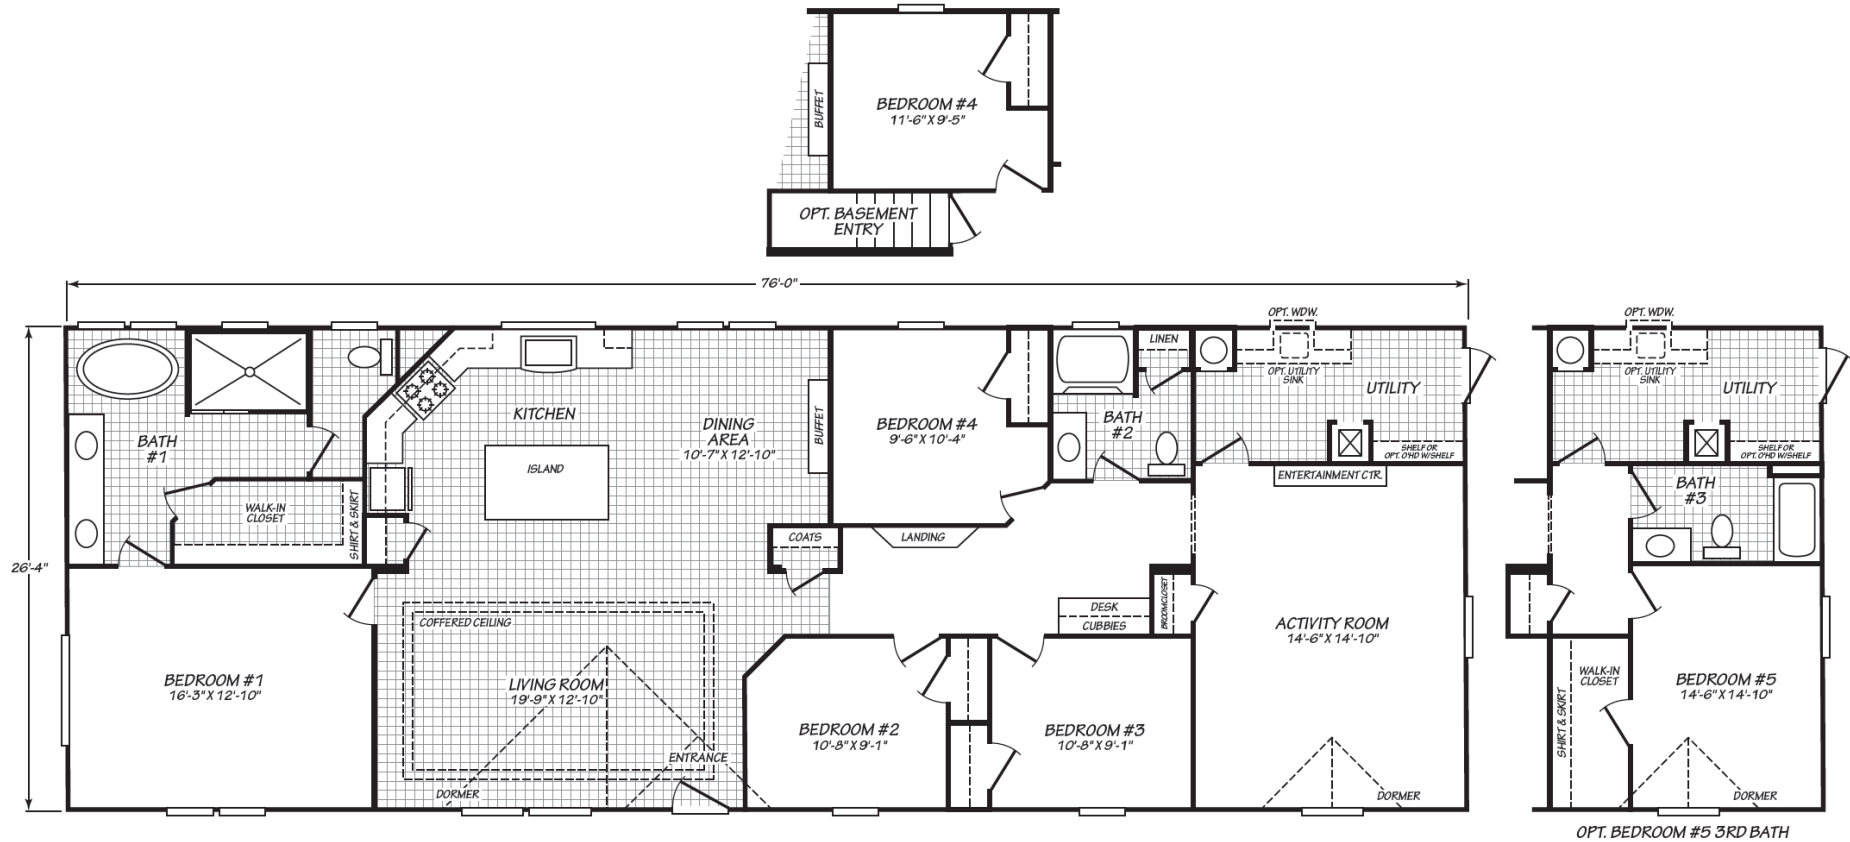 BEDROOM #4
11'-6" X 9'-5"
BUFFET
OPT. BASEMENT
ENTRY
76'-0"
26'-4"
BATH
#1
WALK-IN
CLOSET
SHIRT & SKIRT
KITCHEN
ISLAND
DINING
AREA
10'-7" X 12'-10"
BUFFET
BEDROOM #4
9'-6" X 10'-4"
LINEN
BATH
#2
OPT. WDW.
OPT. UTILITY
SINK
UTILITY
SHELF OR
OPT. O'HD W/SHELF
ENTERTAINMENT CTR.
COATS
LANDING
DESK
CUBBIES
BROOMCLOSET
ACTIVITY ROOM
14'-6" X 14'-10"
DORMER
COFFERED CEILING
LIVING ROOM
19'-9" X 12'-10"
ENTRANCE
DORMER
BEDROOM #1
16'-3" X 12'-10"
BEDROOM #2
10'-8" X 9'-1"
BEDROOM #3
10'-8" X 9'-1"
OPT. WDW.
OPT. UTILITY
SINK
UTILITY
SHELF OR
OPT. O'HD W/SHELF
BATH
#3
WALK-IN
CLOSET
SHIRT & SKIRT
BEDROOM #5
14'-6" X 14'-10"
DORMER
OPT. BEDROOM #5 3RD BATH